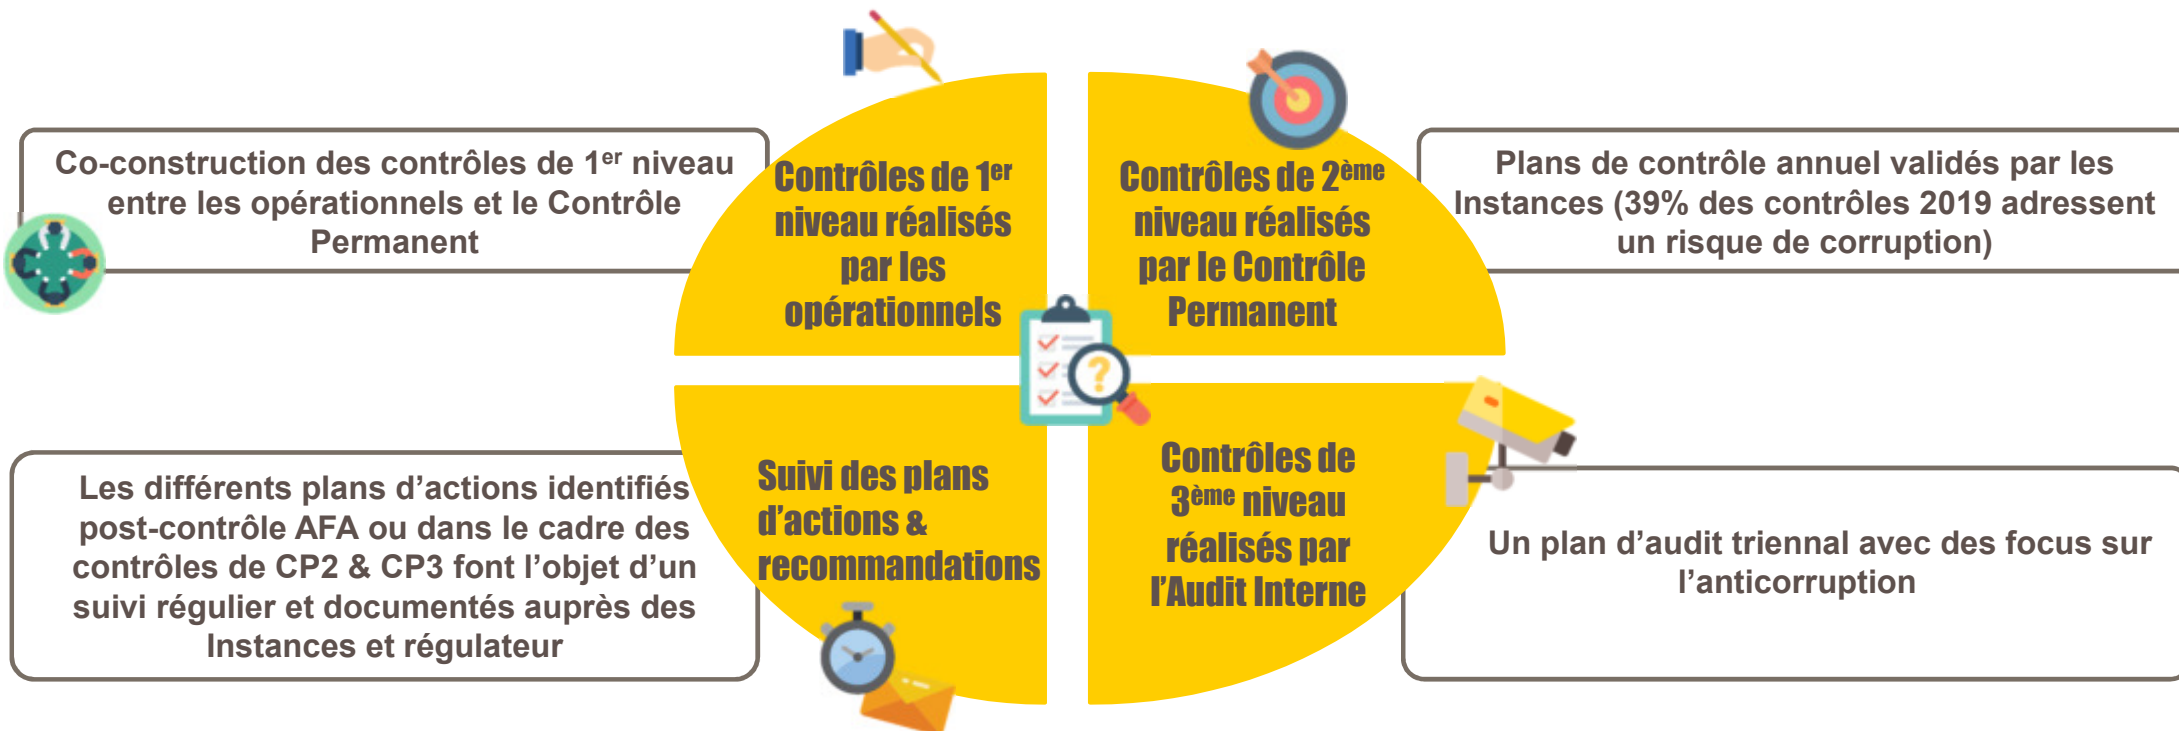 Co-construction des contrôles de 1er niveau
entre les opérationnels et le Contrôle
Permanent
Contrôles de 1er
niveau réalisés
par les
opérationnels
Contrôles de 2ème
niveau réalisés
par le Contrôle
Permanent
Plans de contrôle annuel validés par les
Instances (39% des contrôles 2019 adressent
un risque de corruption)
Les différents plans d’actions identifiés
post-contrôle AFA ou dans le cadre des
contrôles de CP2 & CP3 font l’objet d’un
suivi régulier et documentés auprès des
Instances et régulateur
Suivi des plans
d’actions &
recommandations
Contrôles de
3ème niveau
réalisés par
l’Audit Interne
Un plan d’audit triennal avec des focus sur
l’anticorruption
?